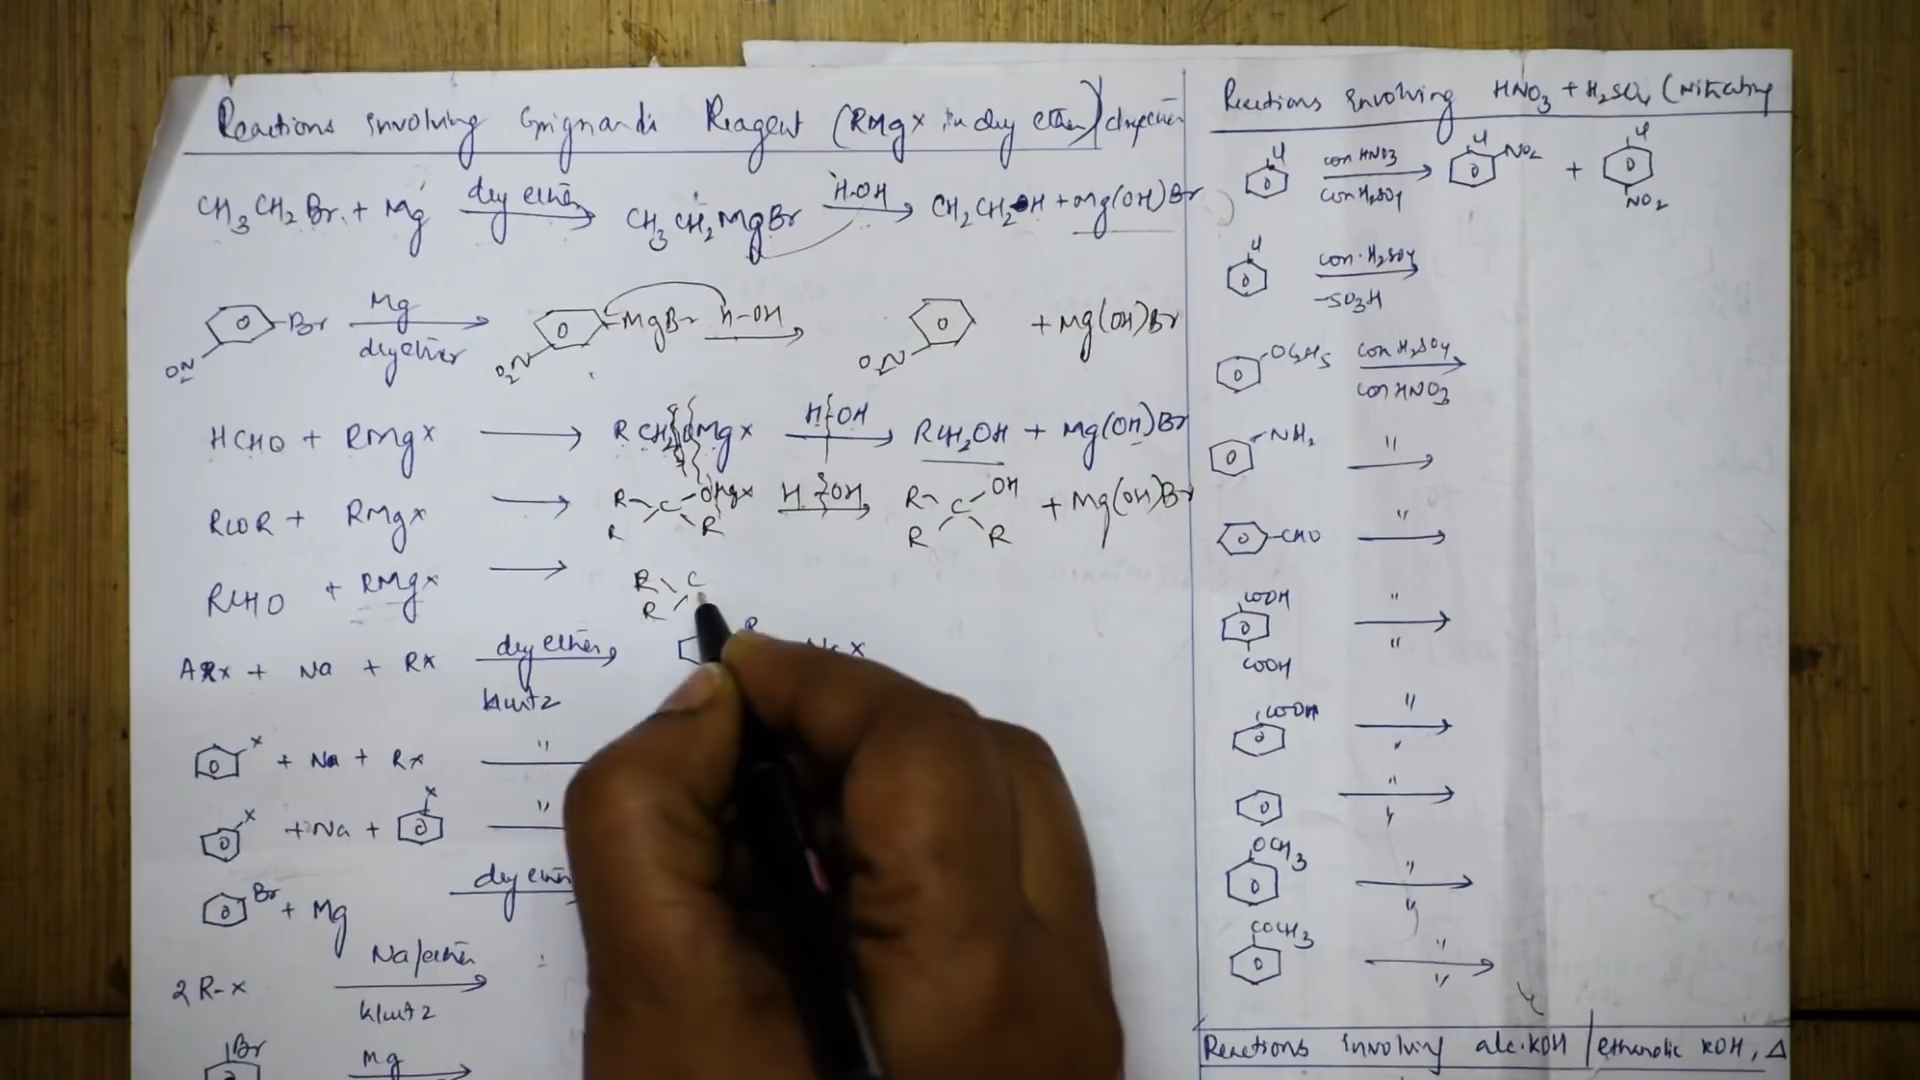 Reactions involving Grignard's Reagent (RMgx in dry ether)
CH3CH2Br + Mg dry ether CH3CH2MgBr H-OH CH2CH2OH + Mg(OH)Br
Br Mg dry ether O2N MgBr H-OH O2N + Mg(OH)Br
O2N
HCHO + RMgx RCH2OMgx H OH RCH2OH + Mg(OH)Br
RCOR + RMgx R C OMgx R R H OH R C OH R R + Mg(OH)Br
RCHO + RMgx R C R
ARx + Na + Rx dry ether R x
x + Na + Rx "
x + Na + x "
Br + Mg dry ether
2R-x Na/ether
Br Mg
Reactions involving HNO3 + H2SO4 (Nitrating
Cl con HNO3 con H2SO4 Cl NO2 + Cl NO2
Cl con. H2SO4 -SO3H
OC2H5 con H2SO4 con HNO3
NH2 "
CHO "
COOH COOH " "
COOH " "
" "
OCH3 " "
COCH3 " "
Reactions involving alc.KOH / ethanolic KOH, Δ